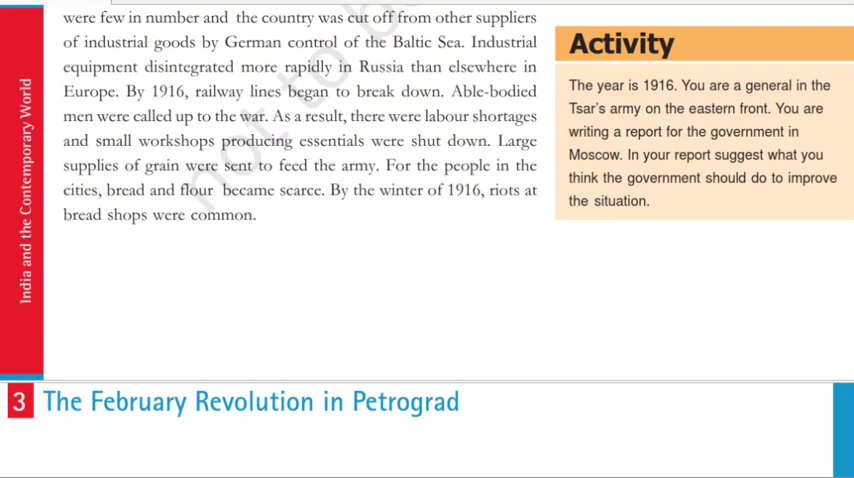 were few in number and the country was cut off from other suppliers
of industrial goods by German control of the Baltic Sea. Industrial
equipment disintegrated more rapidly in Russia than elsewhere in
Europe. By 1916, railway lines began to break down. Able-bodied
men were called up to the war. As a result, there were labour shortages
and small workshops producing essentials were shut down. Large
supplies of grain were sent to feed the army. For the people in the
cities, bread and flour became scarce. By the winter of 1916, riots at
bread shops were common.
Activity
The year is 1916. You are a general in the
Tsar's army on the eastern front. You are
writing a report for the government in
Moscow. In your report suggest what you
think the government should do to improve
the situation.
India and the Contemporary World
not to be
3 The February Revolution in Petrograd